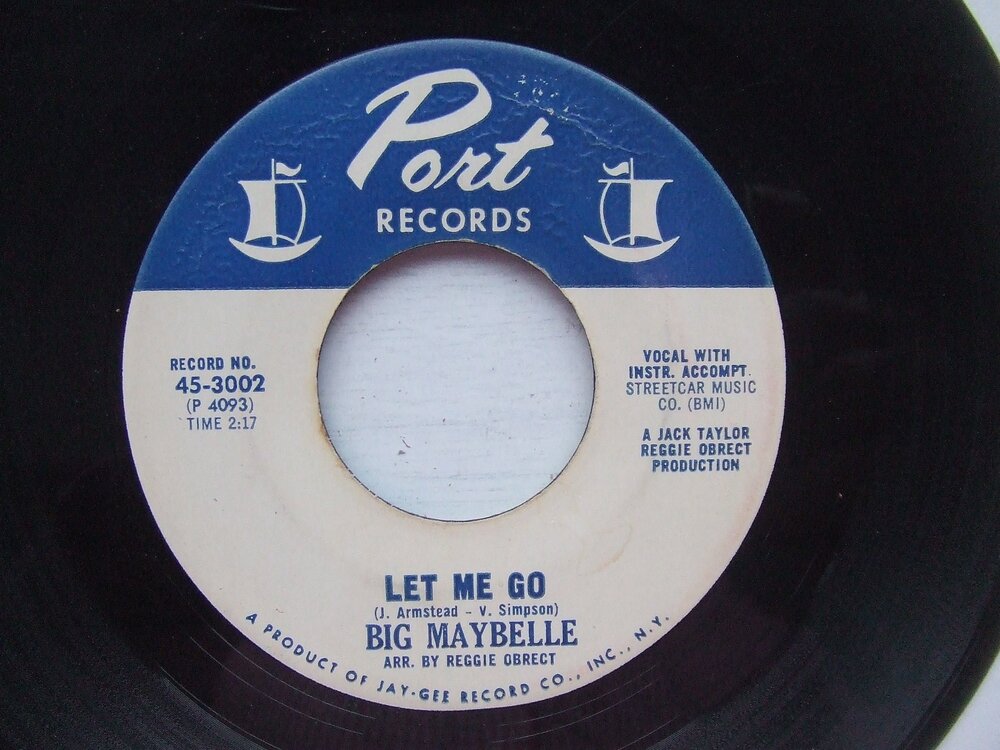 Port
RECORDS
RECORD NO.
45-3002
(P 4093)
TIME 2:17
VOCAL WITH
INSTR. ACCOMPT.
STREETCAR MUSIC
CO. (BMI)
A JACK TAYLOR
REGGIE OBRECT
PRODUCTION
LET ME GO
(J. Armstead - V. Simpson)
BIG MAYBELLE
ARR. BY REGGIE OBRECT
A PRODUCT OF JAY-GEE RECORD CO., INC., N.Y.